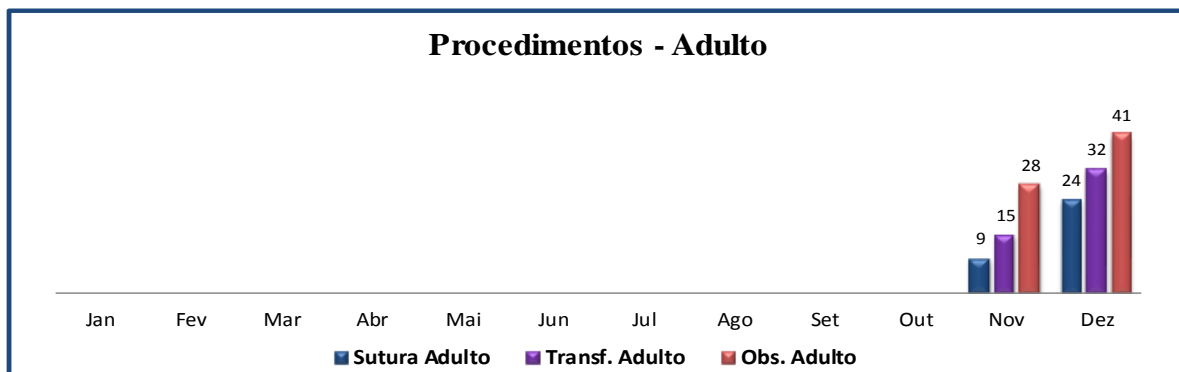 Procedimentos - Adulto
41
32
28
24
15
9
Jan Fev Mar Abr Mai Jun Jul Ago Set Out Nov Dez
Sutura Adulto Transf. Adulto Obs. Adulto